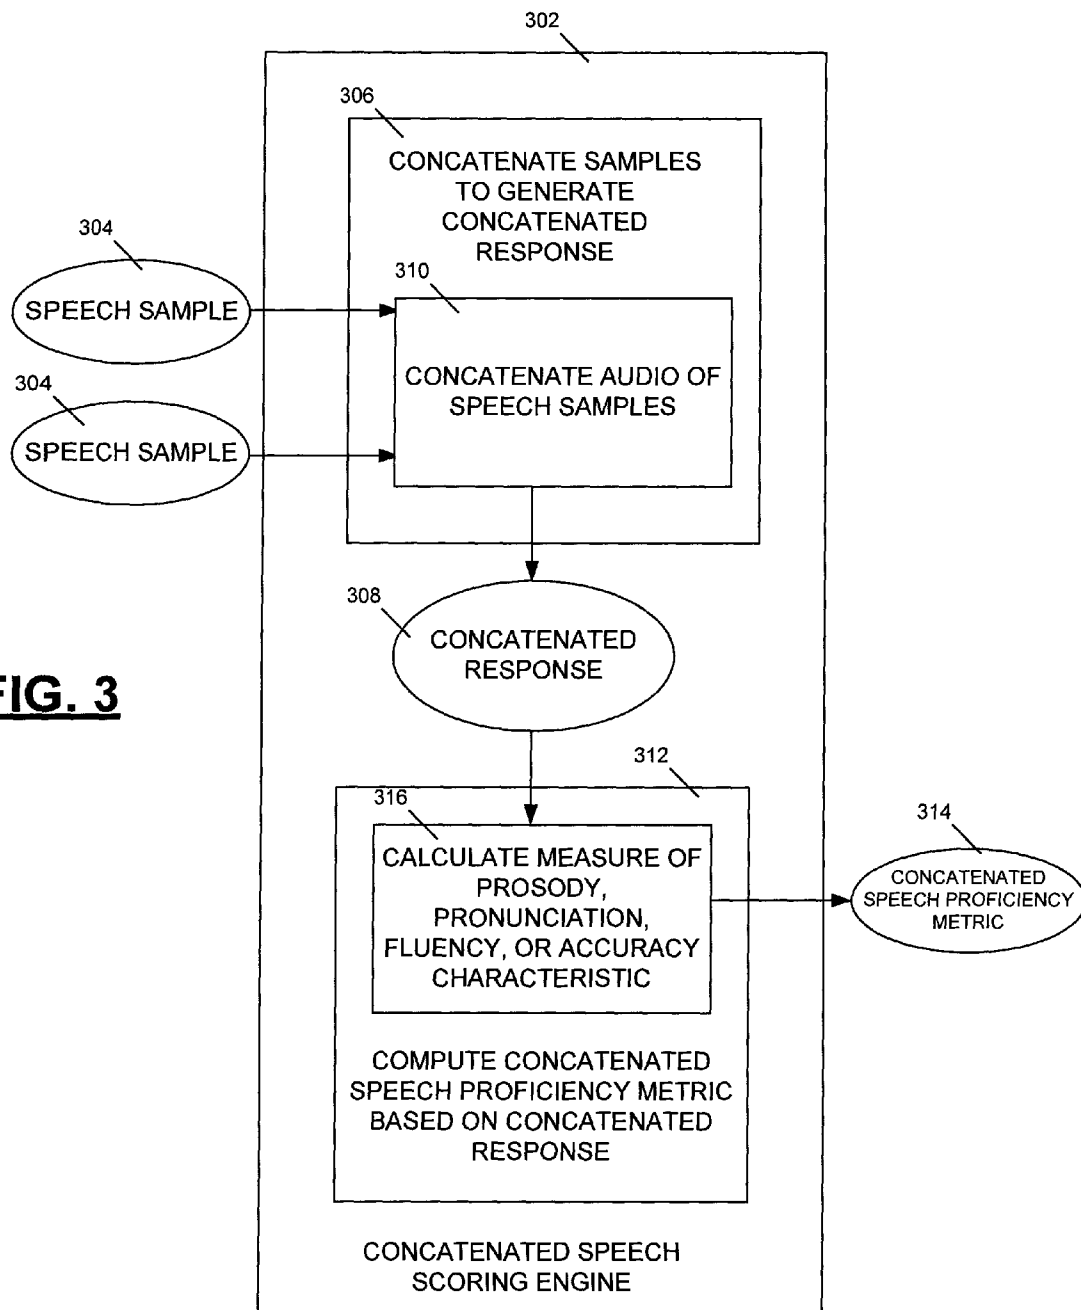 302
306
CONCATENATE SAMPLES
TO GENERATE
CONCATENATED
RESPONSE
304
SPEECH SAMPLE
310
CONCATENATE AUDIO OF
SPEECH SAMPLES
304
SPEECH SAMPLE
308
CONCATENATED
RESPONSE
FIG. 3
312
316
CALCULATE MEASURE OF
PROSODY,
PRONUNCIATION,
FLUENCY, OR ACCURACY
CHARACTERISTIC
314
CONCATENATED
SPEECH PROFICIENCY
METRIC
COMPUTE CONCATENATED
SPEECH PROFICIENCY METRIC
BASED ON CONCATENATED
RESPONSE
CONCATENATED SPEECH
SCORING ENGINE